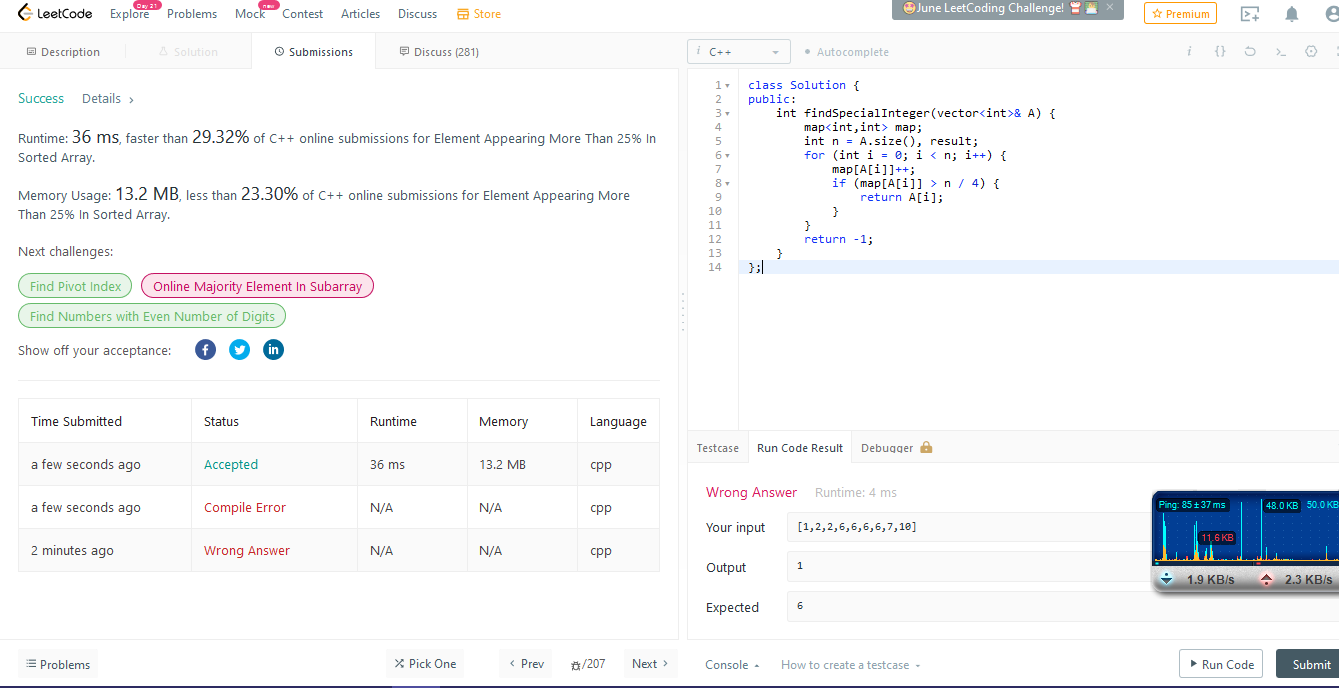 LeetCode Explore Day 21 Problems Mock new Contest Articles Discuss Store June LeetCoding Challenge! × Premium
Description Solution Submissions Discuss (281)
Success Details ›
Runtime: 36 ms, faster than 29.32% of C++ online submissions for Element Appearing More Than 25% In
Sorted Array.
Memory Usage: 13.2 MB, less than 23.30% of C++ online submissions for Element Appearing More
Than 25% In Sorted Array.
Next challenges:
Find Pivot Index Online Majority Element In Subarray
Find Numbers with Even Number of Digits
Show off your acceptance:
Time Submitted Status Runtime Memory Language
a few seconds ago Accepted 36 ms 13.2 MB cpp
a few seconds ago Compile Error N/A N/A cpp
2 minutes ago Wrong Answer N/A N/A cpp
Problems Pick One ‹ Prev /207 Next ›
i C++ • Autocomplete i {}
1 class Solution {
2 public:
3 int findSpecialInteger(vector<int>& A) {
4 map<int,int> map;
5 int n = A.size(), result;
6 for (int i = 0; i < n; i++) {
7 map[A[i]]++;
8 if (map[A[i]] > n / 4) {
9 return A[i];
10 }
11 }
12 return -1;
13 }
14 };
Testcase Run Code Result Debugger
Wrong Answer Runtime: 4 ms
Your input [1,2,2,6,6,6,6,7,10]
Output 1
Expected 6
Ping: 85 ± 37 ms 48.0 KB 50.0 KB
11.6 KB
1.9 KB/s 2.3 KB/s
Console How to create a testcase Run Code Submit